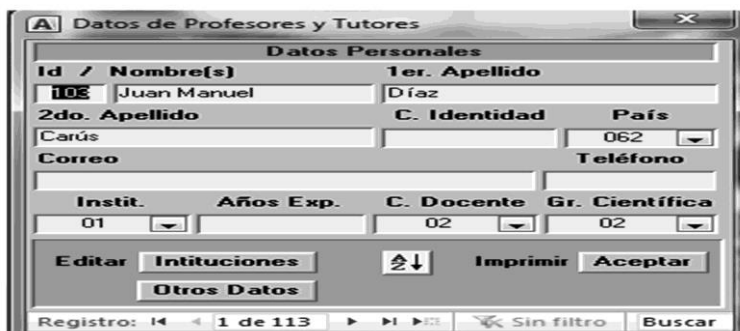 A Datos de Profesores y Tutores
Datos Personales
Id / Nombre(s) 1er. Apellido
103 Juan Manuel Díaz
2do. Apellido C. Identidad País
Carús 062
Correo Teléfono
Instit. Años Exp. C. Docente Gr. Científica
01 02 02
Editar Intituciones A Z Imprimir Aceptar
Otros Datos
Registro: 1 de 113 Sin filtro Buscar